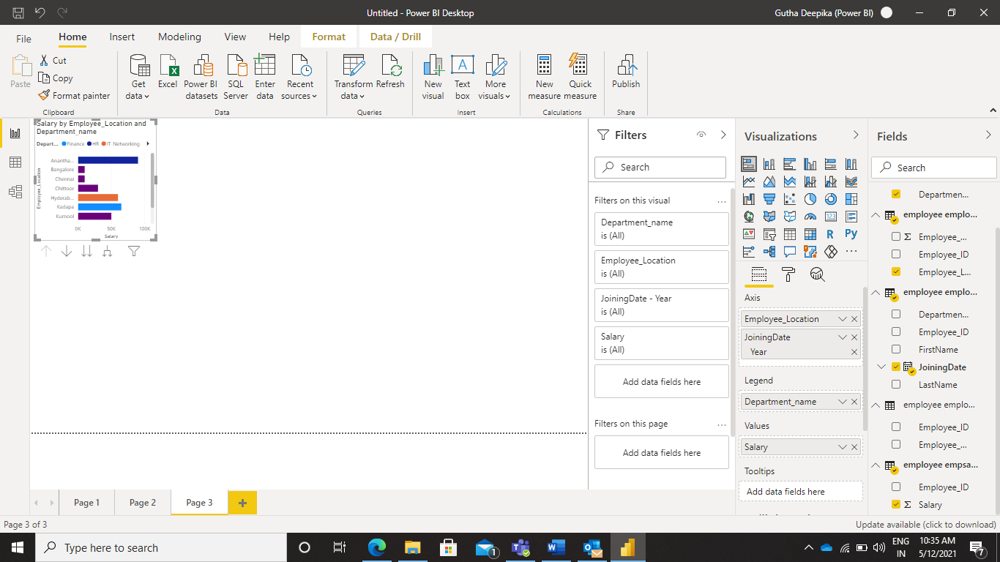 Untitled - Power BI Desktop
Gutha Deepika (Power BI)
File
Home
Insert
Modeling
View
Help
Format
Data / Drill
Paste
Cut
Copy
Format painter
Clipboard
Get
data
Excel
Power BI
datasets
SQL
Server
Enter
data
Recent
sources
Data
Transform
data
Refresh
Queries
New
visual
Text
box
More
visuals
Insert
New
measure
Quick
measure
Calculations
Publish
Share
Salary by Employee_Location and
Department_name
Depart... Finance HR IT Networking
Employee_Location
Anantha...
Bangalore
Chennai
Chittoor
Hyderab...
Kadapa
Kurnool
0K 50K 100K
Salary
Filters
Search
Filters on this visual ...
Department_name
is (All)
Employee_Location
is (All)
JoiningDate - Year
is (All)
Salary
is (All)
Add data fields here
Filters on this page ...
Add data fields here
Visualizations
123
R
Py
...
Axis
Employee_Location
JoiningDate
Year
Legend
Department_name
Values
Salary
Tooltips
Add data fields here
Fields
Search
Departmen...
employee emplo...
Σ Employee_...
Employee_ID
Employee_L...
employee emplo...
Departmen...
Employee_ID
FirstName
JoiningDate
LastName
employee emplo...
Employee_ID
Employee_...
employee empsa...
Employee_ID
Σ Salary
Page 1
Page 2
Page 3
+
Page 3 of 3
Update available (click to download)
Type here to search
1
ENG
IN
10:35 AM
5/12/2021
7